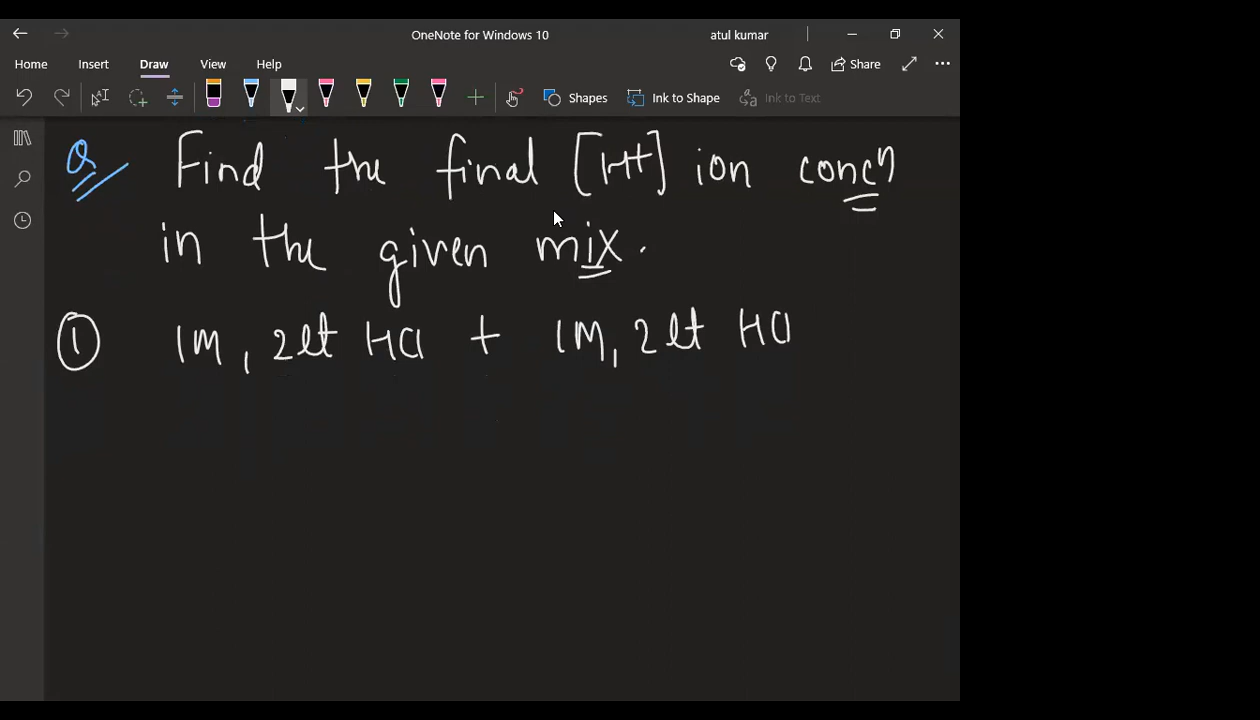 OneNote for Windows 10
atul kumar
Home Insert Draw View Help
Share
Shapes Ink to Shape Ink to Text
Q Find the final [H+] ion concn
in the given mix.
① 1M, 2lt HCl + 1M, 2lt HCl